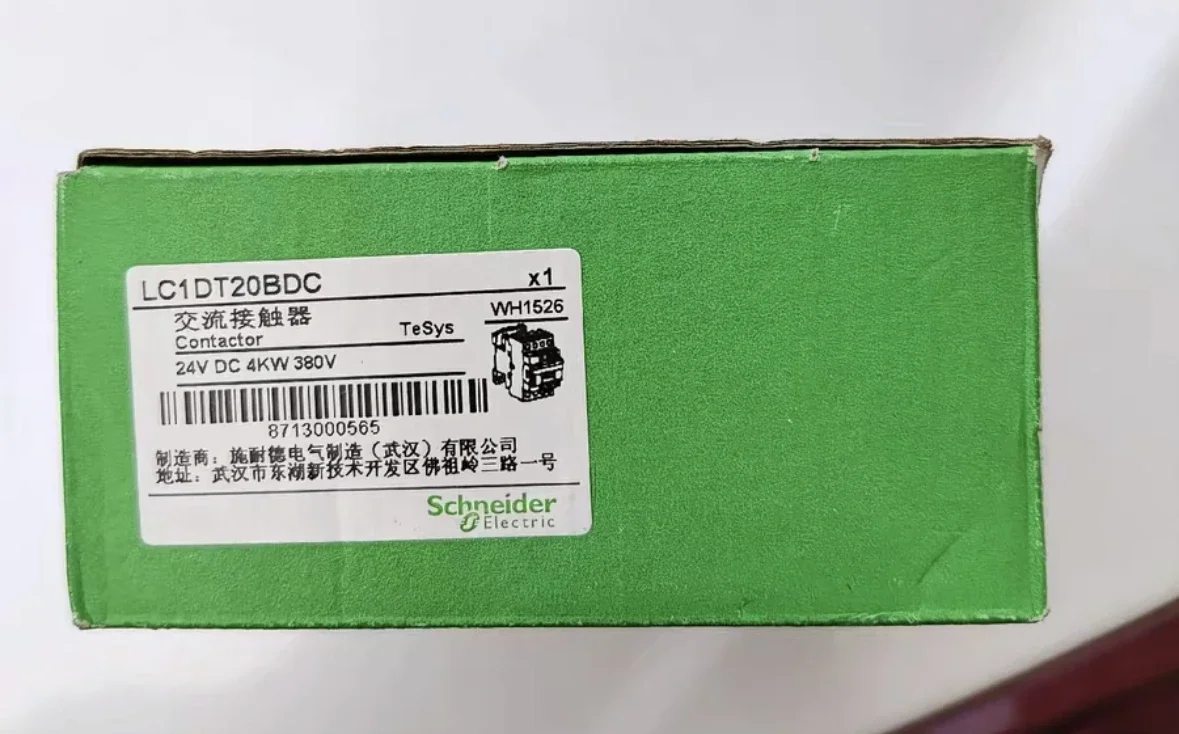 LC1DT20BDC x1
交流接触器
WH1526
Contactor TeSys
24V DC 4KW 380V
8713000565
制造商：施耐德电气制造（武汉）有限公司
地址：武汉市东湖新技术开发区佛祖岭三路一号
Schneider
Electric